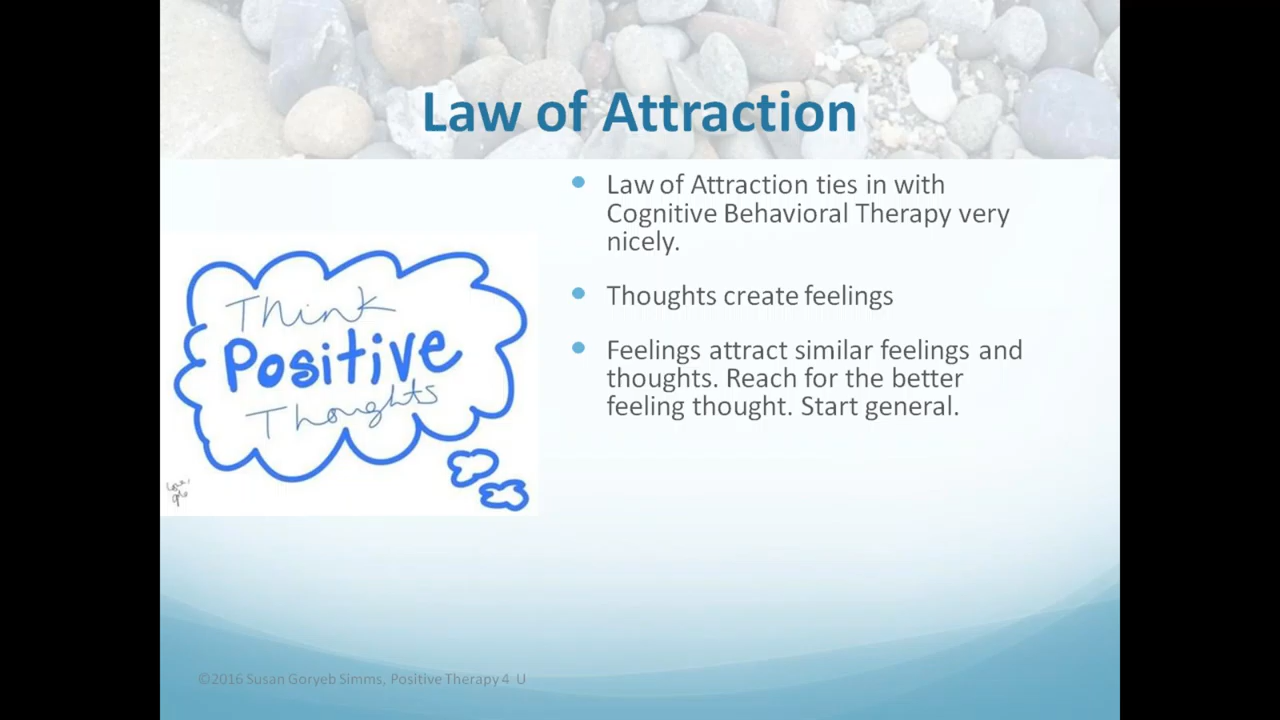 Law of Attraction
Law of Attraction ties in with
Cognitive Behavioral Therapy very
nicely.
Thoughts create feelings
Feelings attract similar feelings and
thoughts. Reach for the better
feeling thought. Start general.
Think
Positive
Thoughts
©2016 Susan Goryeb Simms, Positive Therapy 4 U